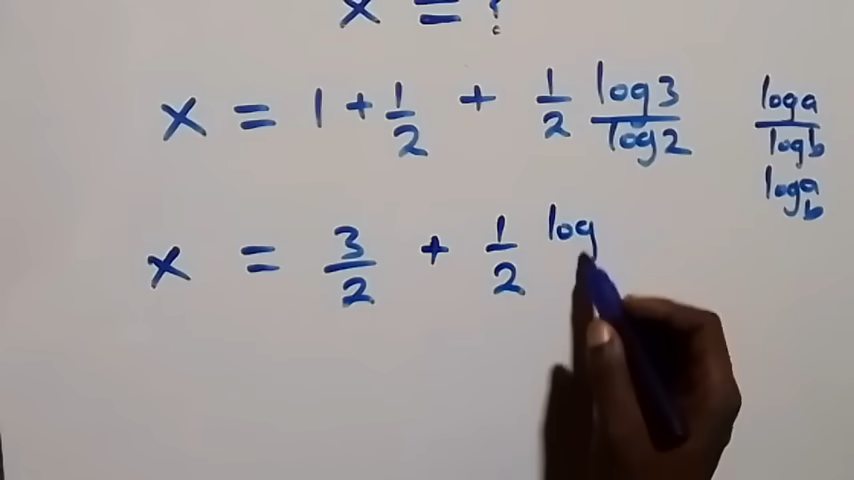 x = ?
x = 1 + 1/2 + 1/2 log3/log2
loga/logb
log_b a
x = 3/2 + 1/2 log